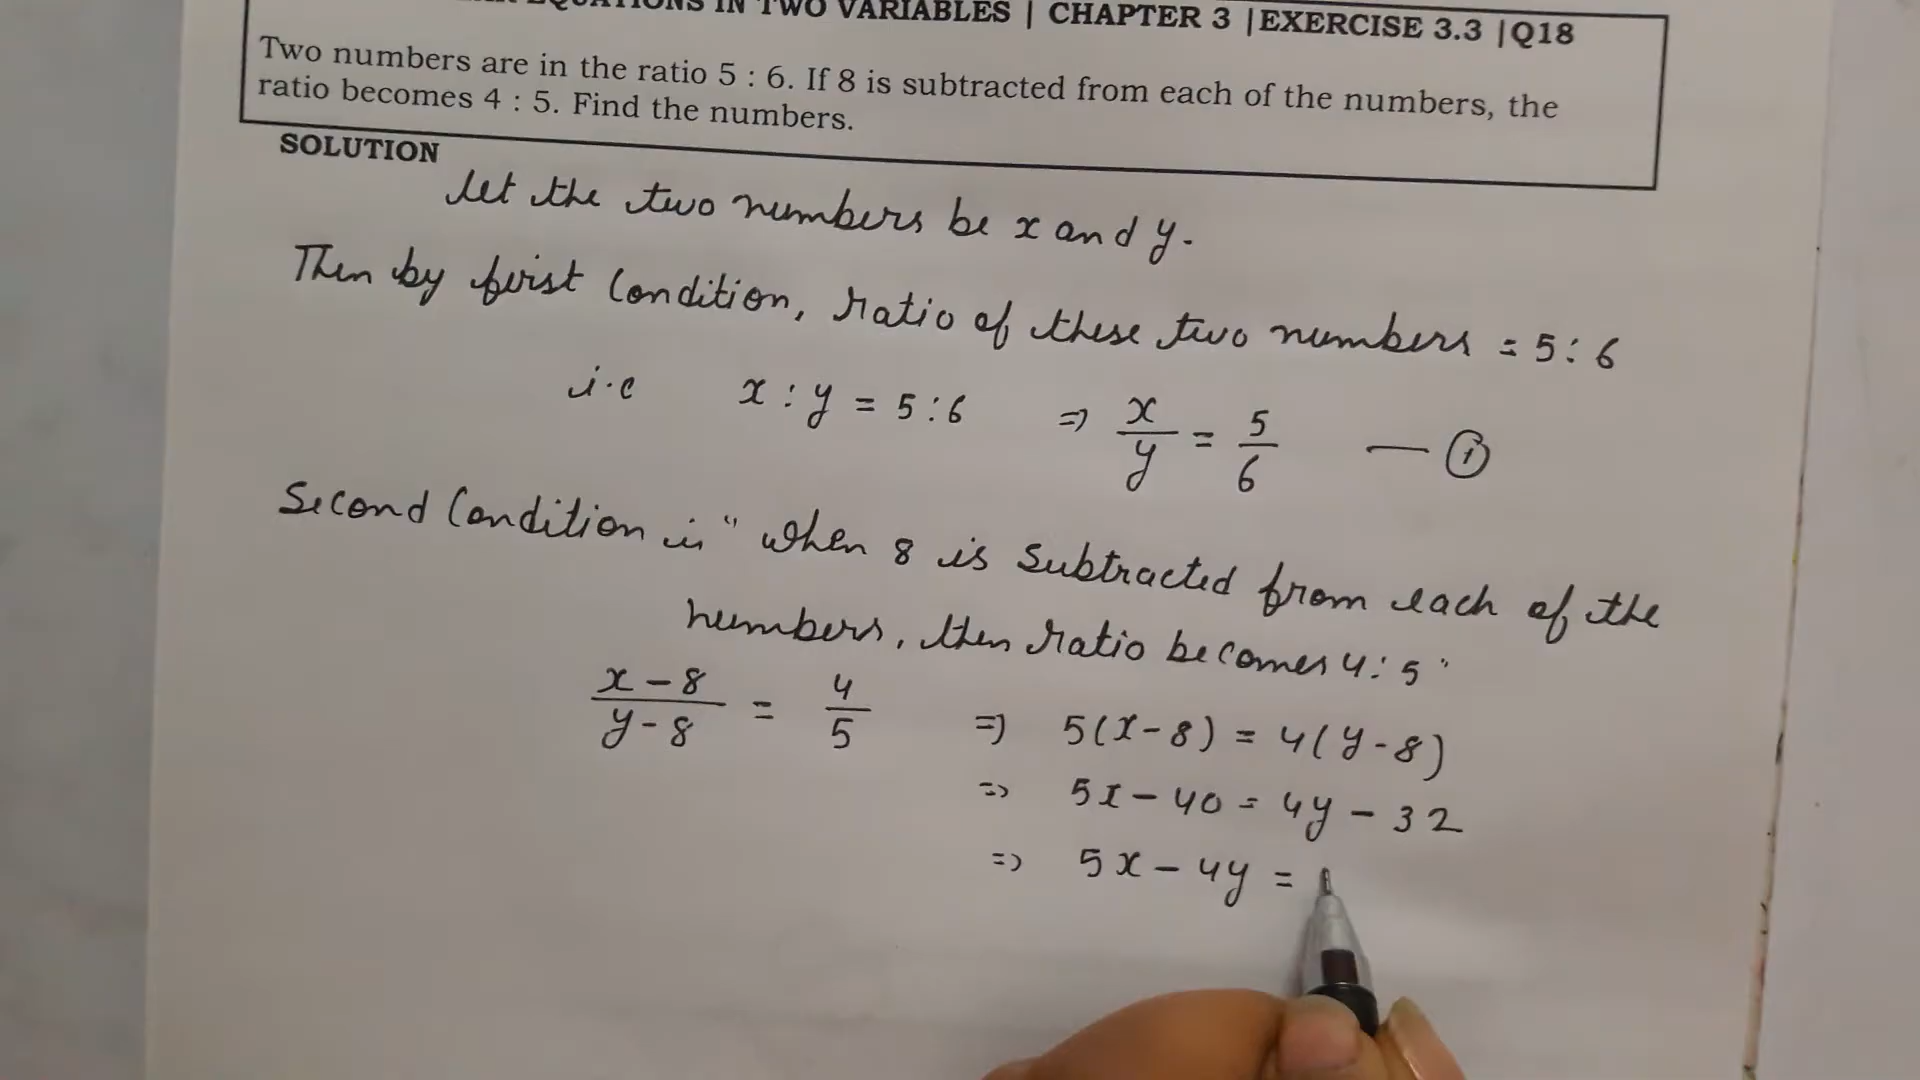 EQUATIONS IN TWO VARIABLES | CHAPTER 3 | EXERCISE 3.3 | Q18
Two numbers are in the ratio 5 : 6. If 8 is subtracted from each of the numbers, the
ratio becomes 4 : 5. Find the numbers.
SOLUTION
Let the two numbers be x and y.
Then by first Condition, ratio of these two numbers = 5:6
i.e x : y = 5:6 => x/y = 5/6 — ①
Second Condition is "when 8 is subtracted from each of the
numbers, then ratio becomes 4:5"
x-8/y-8 = 4/5 => 5(x-8) = 4(y-8)
=> 5x-40 = 4y-32
=> 5x-4y =